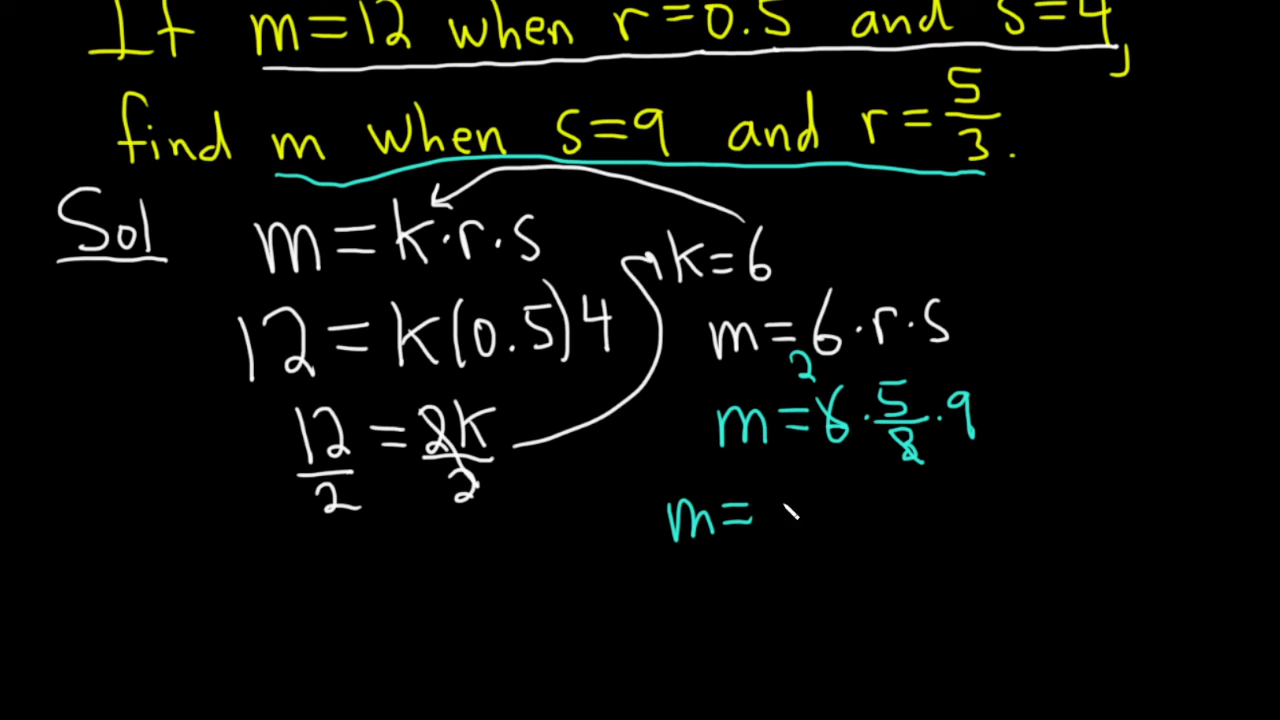 If m=12 when r=0.5 and s=4,
find m when s=9 and r=5/3.
Sol
m=k·r·s
12=k(0.5)4
12/2=2k/2
k=6
m=6·r·s
2
m=6·5/3·9
m=